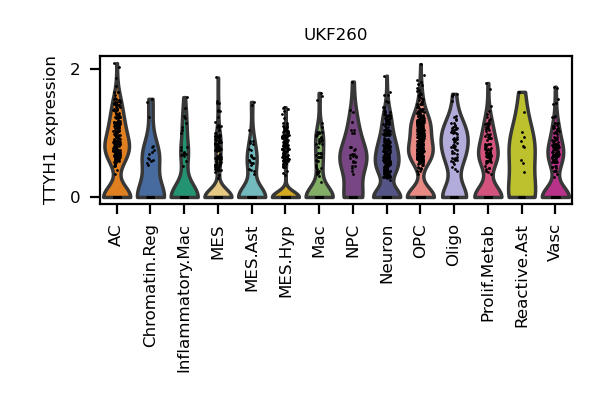 UKF260
TTYH1 expression
2
0
AC
Chromatin.Reg
Inflammatory.Mac
MES
MES.Ast
MES.Hyp
Mac
NPC
Neuron
OPC
Oligo
Prolif.Metab
Reactive.Ast
Vasc